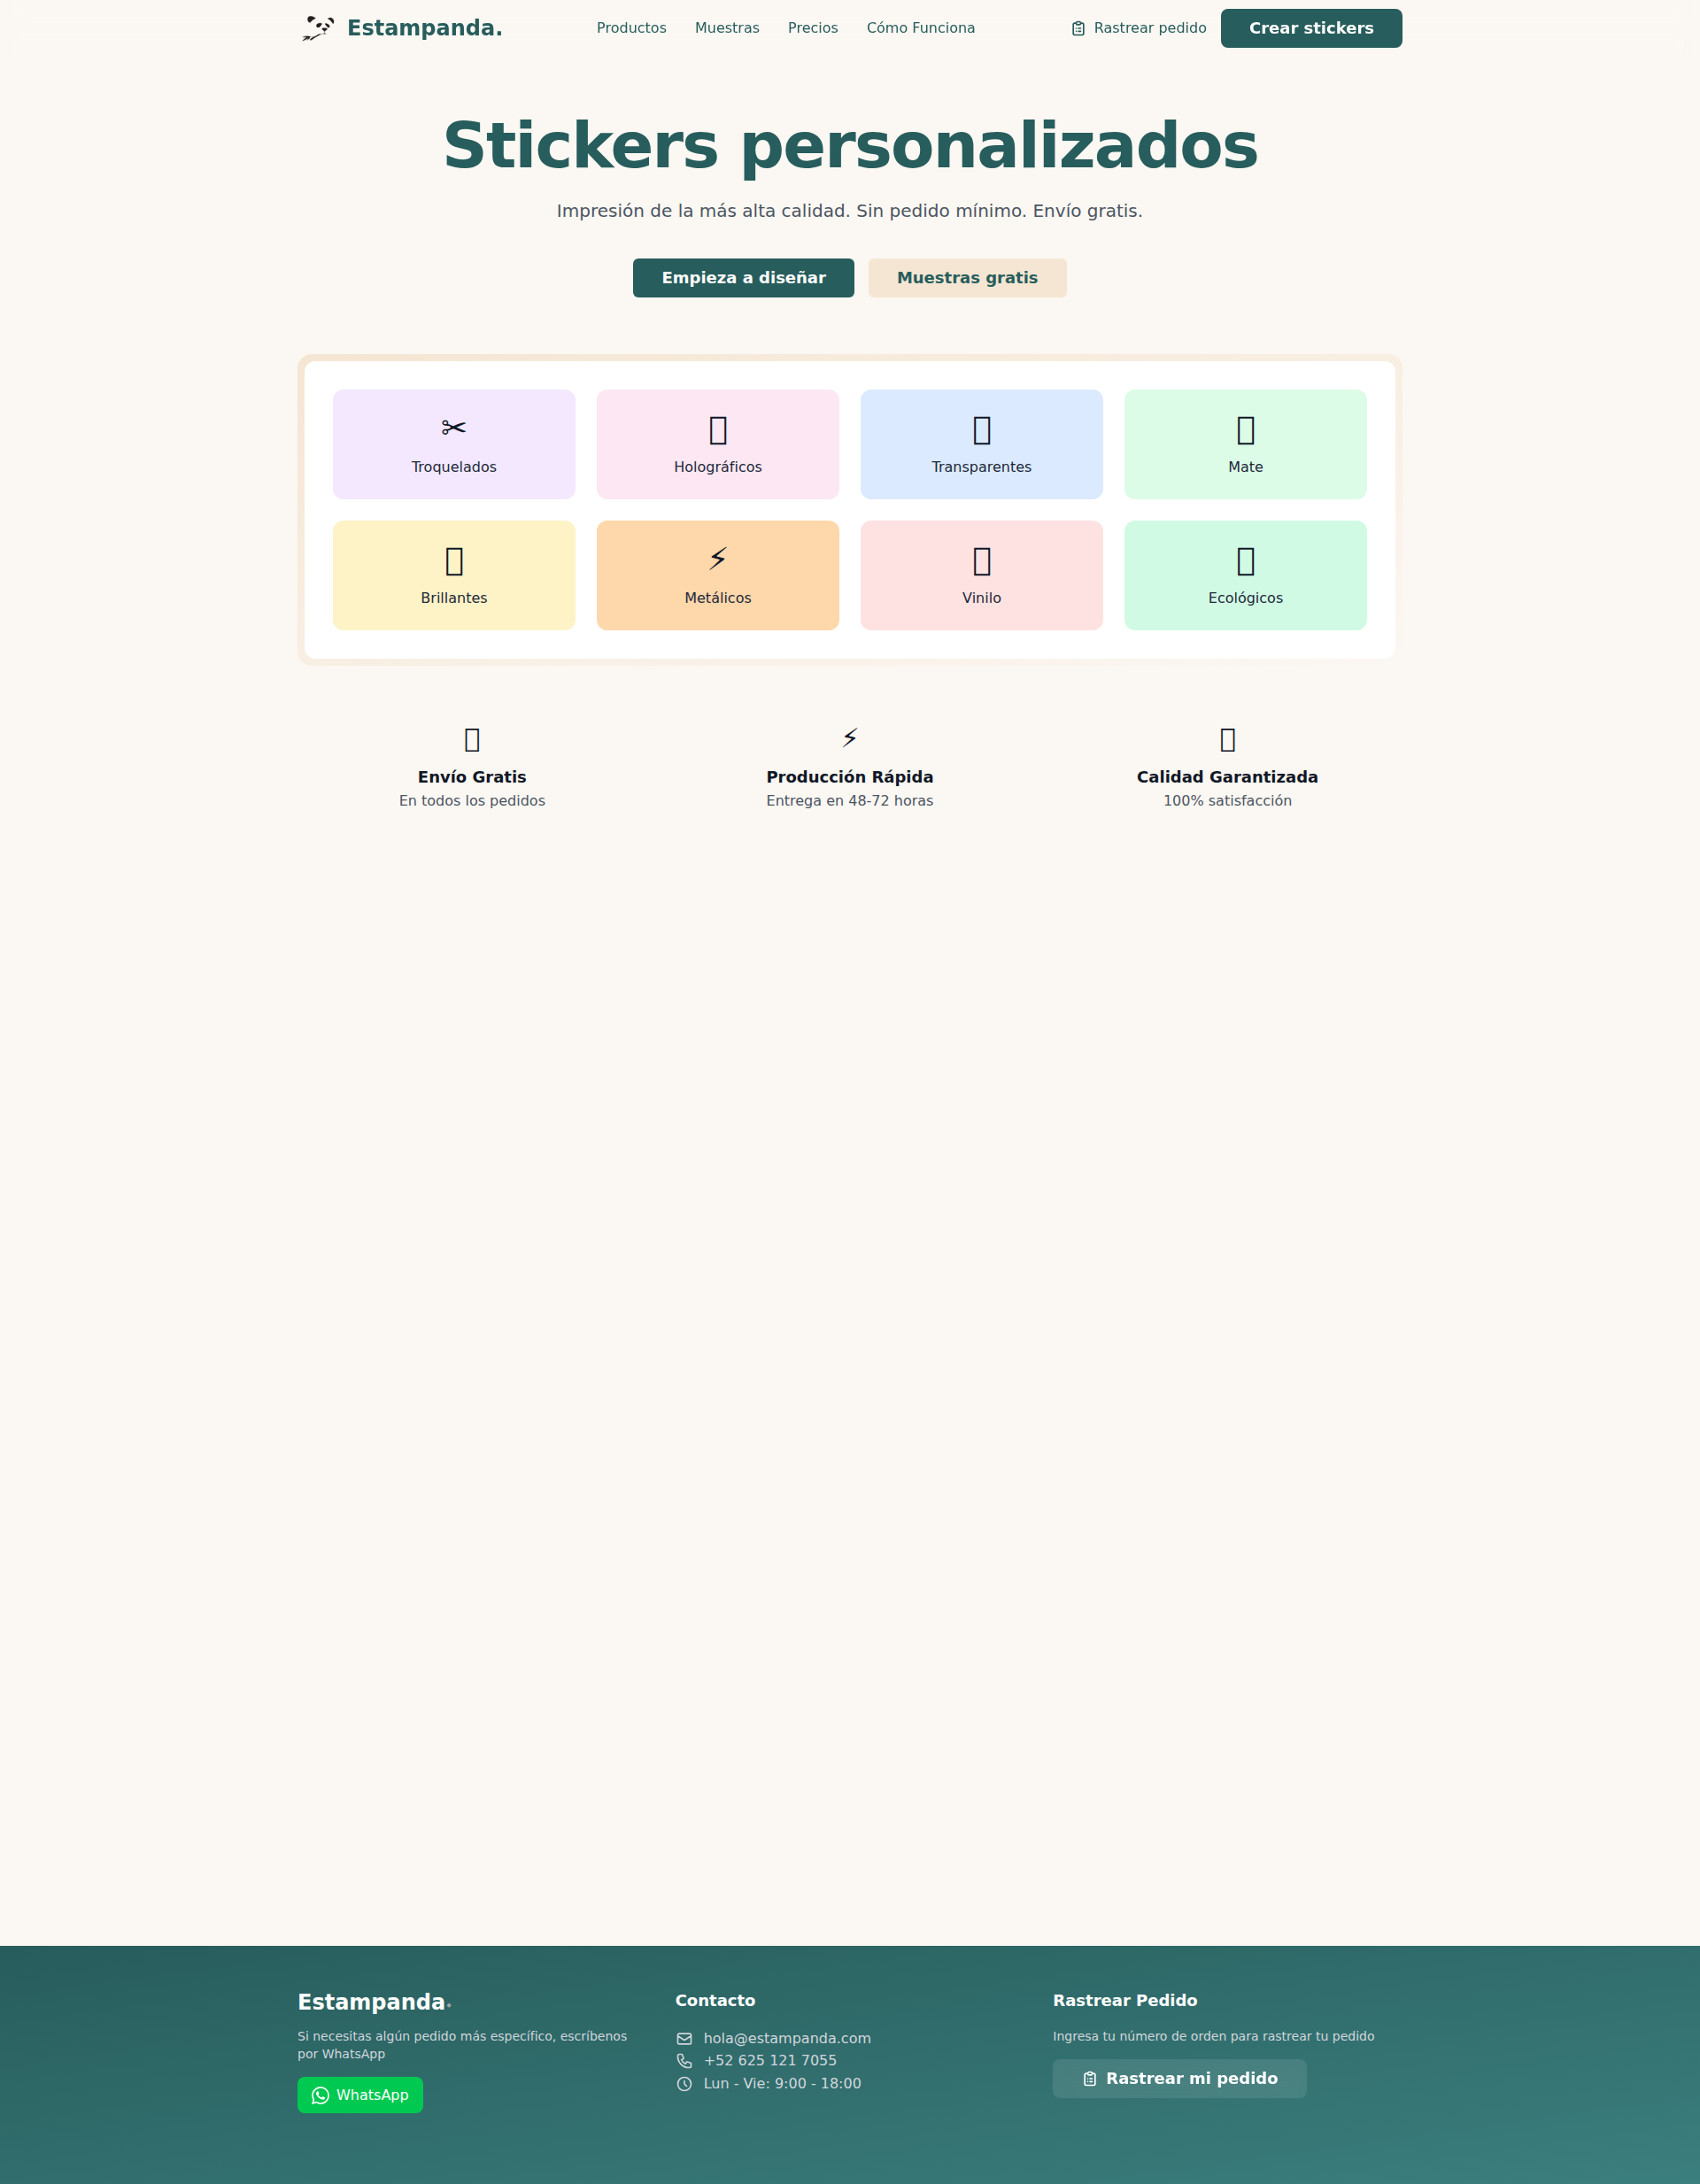 Estampanda.
Productos
Muestras
Precios
Cómo Funciona
Rastrear pedido
Crear stickers
Stickers personalizados
Impresión de la más alta calidad. Sin pedido mínimo. Envío gratis.
Empieza a diseñar
Muestras gratis
Troquelados
Holográficos
Transparentes
Mate
Brillantes
Metálicos
Vinilo
Ecológicos
Envío Gratis
En todos los pedidos
Producción Rápida
Entrega en 48-72 horas
Calidad Garantizada
100% satisfacción
Estampanda.
Si necesitas algún pedido más específico, escríbenos
por WhatsApp
WhatsApp
Contacto
hola@estampanda.com
+52 625 121 7055
Lun - Vie: 9:00 - 18:00
Rastrear Pedido
Ingresa tu número de orden para rastrear tu pedido
Rastrear mi pedido